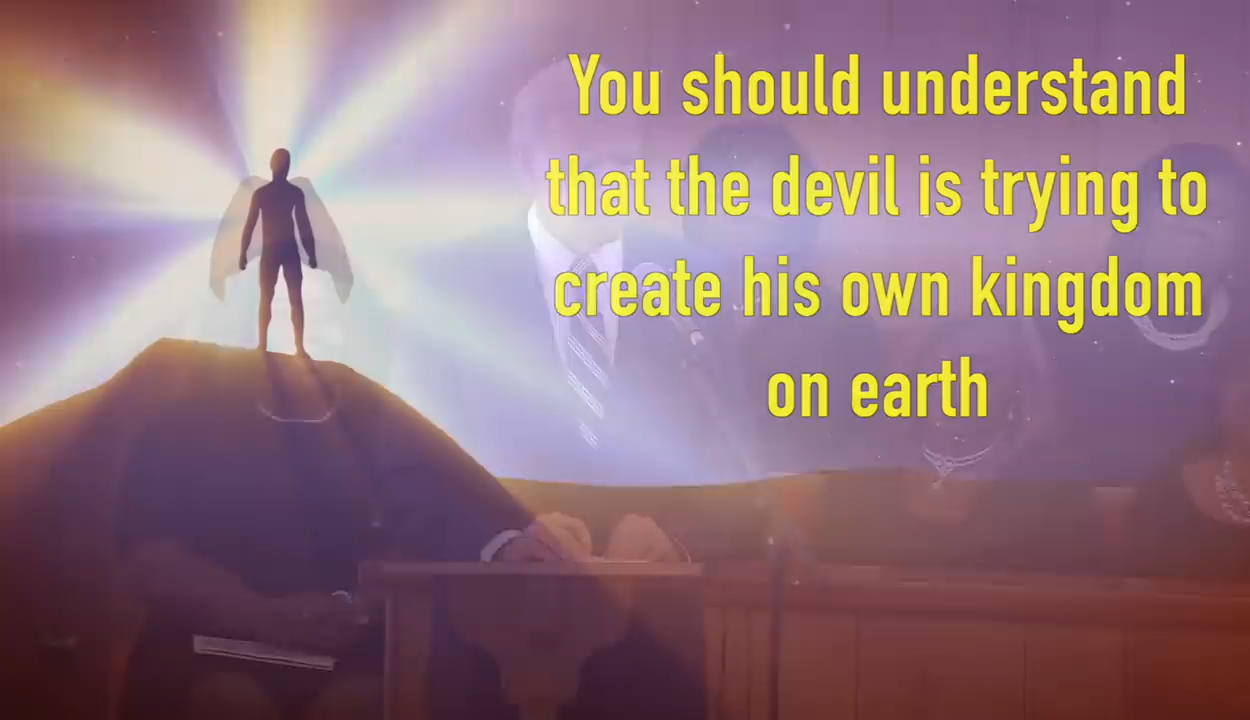 You should understand
that the devil is trying to
create his own kingdom
on earth